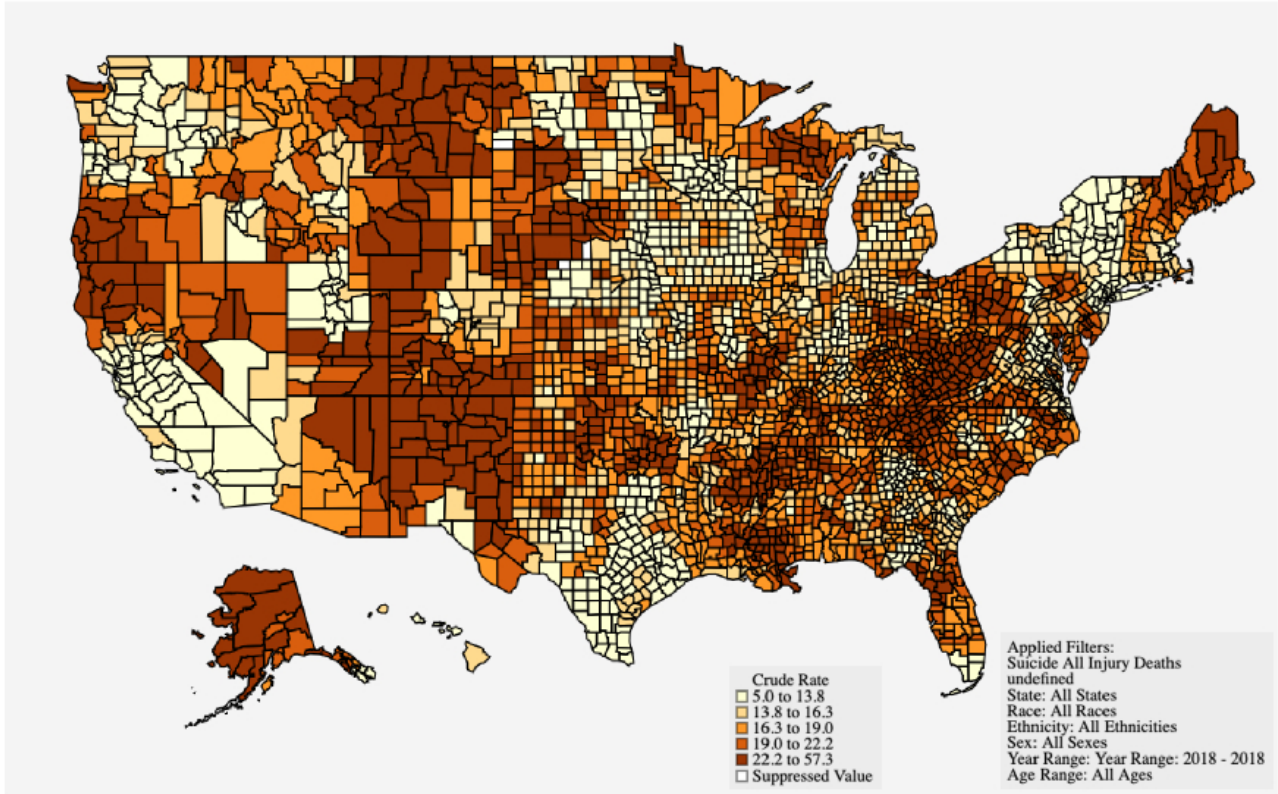 Crude Rate
5.0 to 13.8
13.8 to 16.3
16.3 to 19.0
19.0 to 22.2
22.2 to 57.3
Suppressed Value
Applied Filters:
Suicide All Injury Deaths
undefined
State: All States
Race: All Races
Ethnicity: All Ethnicities
Sex: All Sexes
Year Range: Year Range: 2018 - 2018
Age Range: All Ages